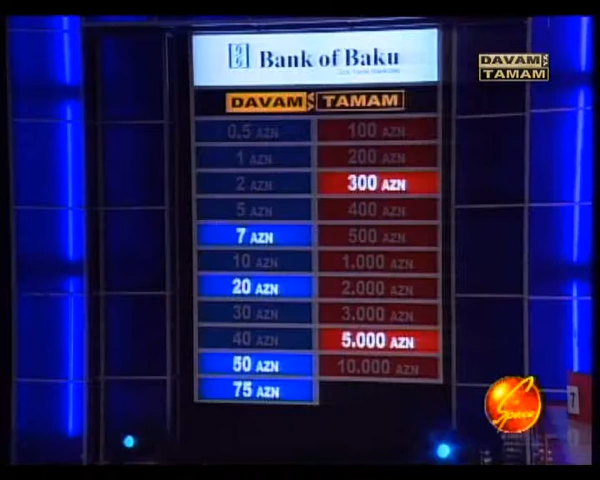 Bank of Baku
DAVAM TAMAM
DAVAM
TAMAM
0,5 AZN 100 AZN
1 AZN 200 AZN
2 AZN 300 AZN
5 AZN 400 AZN
7 AZN 500 AZN
10 AZN 1.000 AZN
20 AZN 2.000 AZN
30 AZN 3.000 AZN
40 AZN 5.000 AZN
50 AZN 10.000 AZN
75 AZN
Space
7